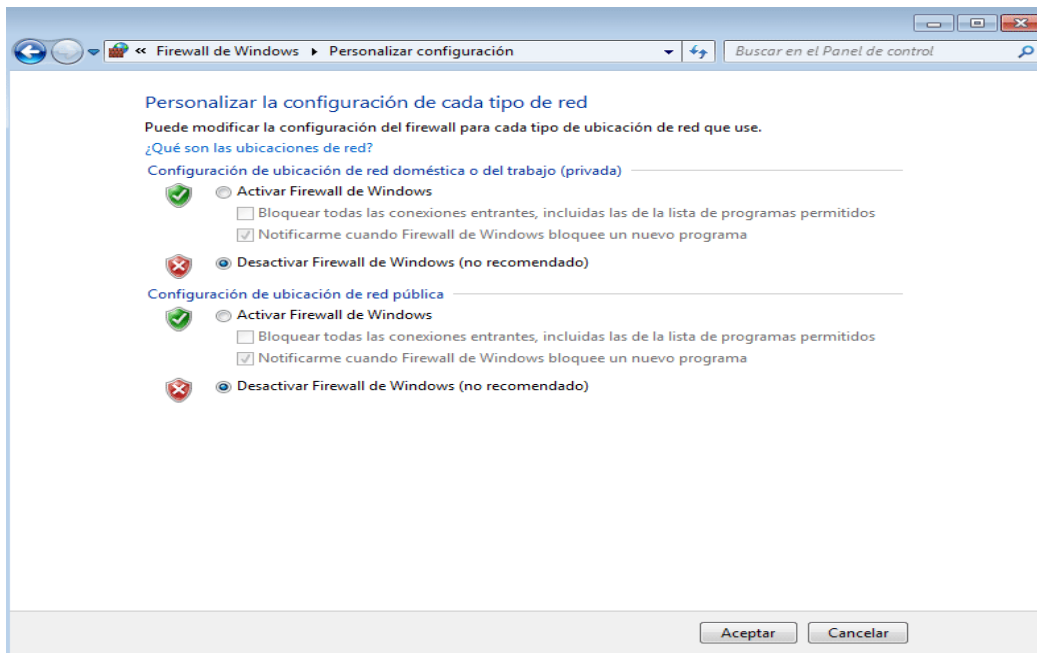 « Firewall de Windows ▸ Personalizar configuración
Buscar en el Panel de control
Personalizar la configuración de cada tipo de red
Puede modificar la configuración del firewall para cada tipo de ubicación de red que use.
¿Qué son las ubicaciones de red?
Configuración de ubicación de red doméstica o del trabajo (privada)
Activar Firewall de Windows
Bloquear todas las conexiones entrantes, incluidas las de la lista de programas permitidos
Notificarme cuando Firewall de Windows bloquee un nuevo programa
Desactivar Firewall de Windows (no recomendado)
Configuración de ubicación de red pública
Activar Firewall de Windows
Bloquear todas las conexiones entrantes, incluidas las de la lista de programas permitidos
Notificarme cuando Firewall de Windows bloquee un nuevo programa
Desactivar Firewall de Windows (no recomendado)
Aceptar Cancelar